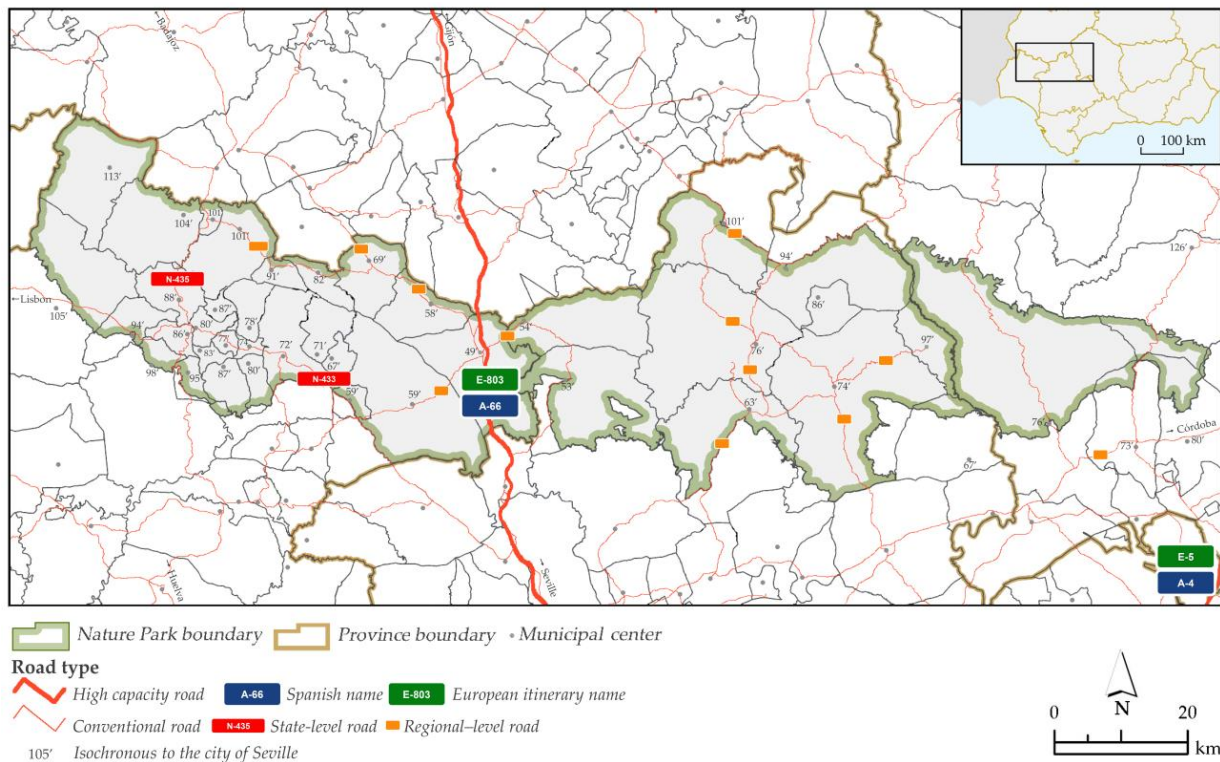 ←Badajoz
←Gijón
0 100 km
113'
104'
101'
101'
101'
69'
94'
126'
N-435
91'
82'
←Lisbon
105'
88'
87'
58'
86'
94'
86'
80'
78'
54'
77'
74'
83'
72'
71'
67'
49'
76'
97'
98'
95'
87'
80'
N-433
59'
59'
E-803
A-66
53'
74'
63'
76'
→ Córdoba
73'
80'
67'
←Huelva
→Seville
E-5
A-4
Nature Park boundary
Province boundary
Municipal center
Road type
High capacity road
A-66
Spanish name
E-803
European itinerary name
Conventional road
N-435
State-level road
Regional–level road
105'
Isochronous to the city of Seville
N
0 20
km